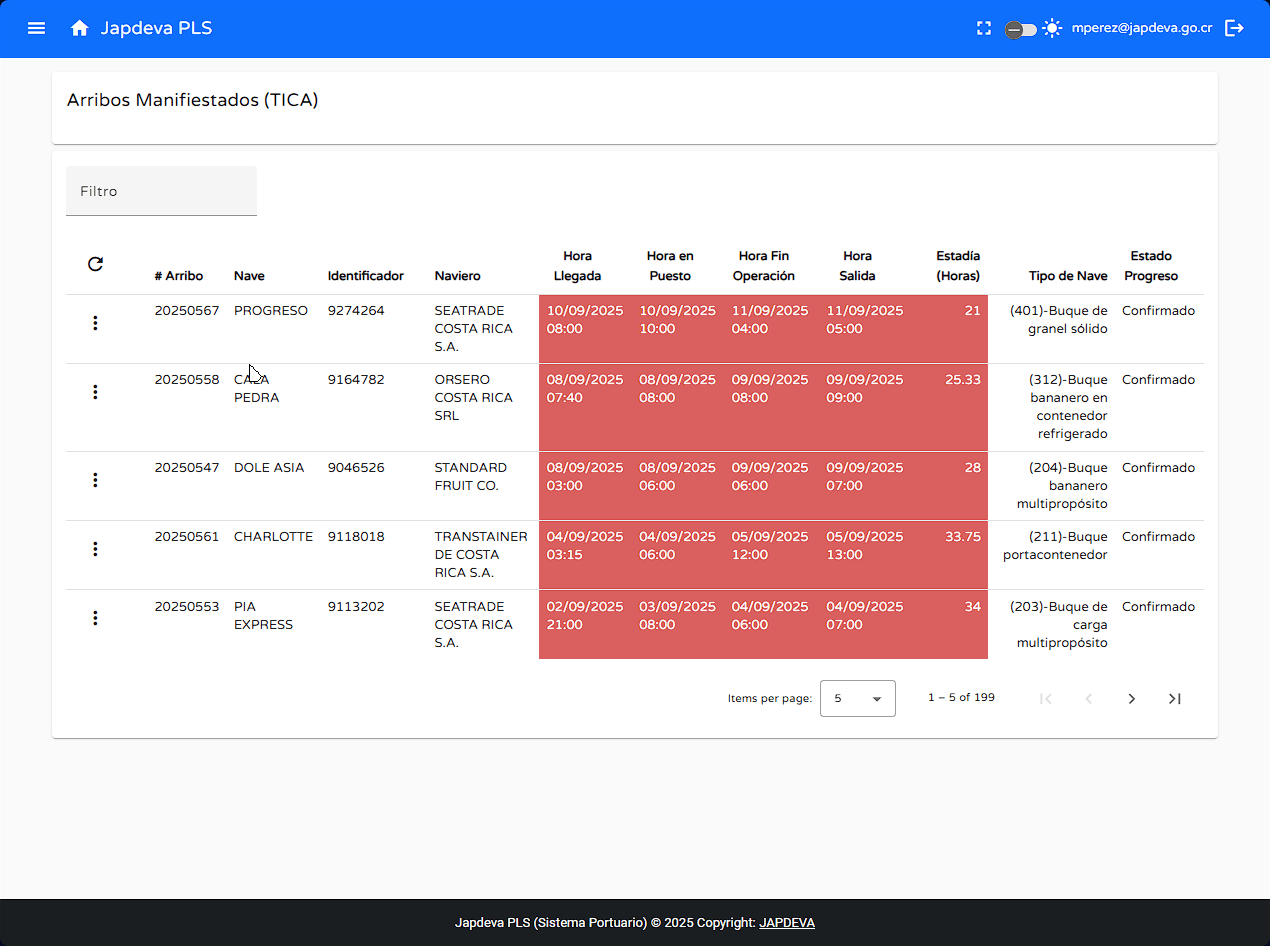 Japdeva PLS
mperez@japdeva.go.cr
Arribos Manifiestados (TICA)
Filtro
# Arribo Nave Identificador Naviero Hora Llegada Hora en Puesto Hora Fin Operación Hora Salida Estadía (Horas) Tipo de Nave Estado Progreso
20250567 PROGRESO 9274264 SEATRADE 10/09/2025 10/09/2025 11/09/2025 11/09/2025 21 (401)-Buque de Confirmado
COSTA RICA 08:00 10:00 04:00 05:00 granel sólido
S.A.
20250558 CALA 9164782 ORSERO 08/09/2025 08/09/2025 09/09/2025 09/09/2025 25.33 (312)-Buque Confirmado
PEDRA COSTA RICA 07:40 08:00 08:00 09:00 bananero en
SRL contenedor
refrigerado
20250547 DOLE ASIA 9046526 STANDARD 08/09/2025 08/09/2025 09/09/2025 09/09/2025 28 (204)-Buque Confirmado
FRUIT CO. 03:00 06:00 06:00 07:00 bananero
multipropósito
20250561 CHARLOTTE 9118018 TRANSTAINER 04/09/2025 04/09/2025 05/09/2025 05/09/2025 33.75 (211)-Buque Confirmado
DE COSTA 03:15 06:00 12:00 13:00 portacontenedor
RICA S.A.
20250553 PIA 9113202 SEATRADE 02/09/2025 03/09/2025 04/09/2025 04/09/2025 34 (203)-Buque de Confirmado
EXPRESS COSTA RICA 21:00 08:00 06:00 07:00 carga
S.A. multipropósito
Items per page: 5 1 – 5 of 199
Japdeva PLS (Sistema Portuario) © 2025 Copyright: JAPDEVA